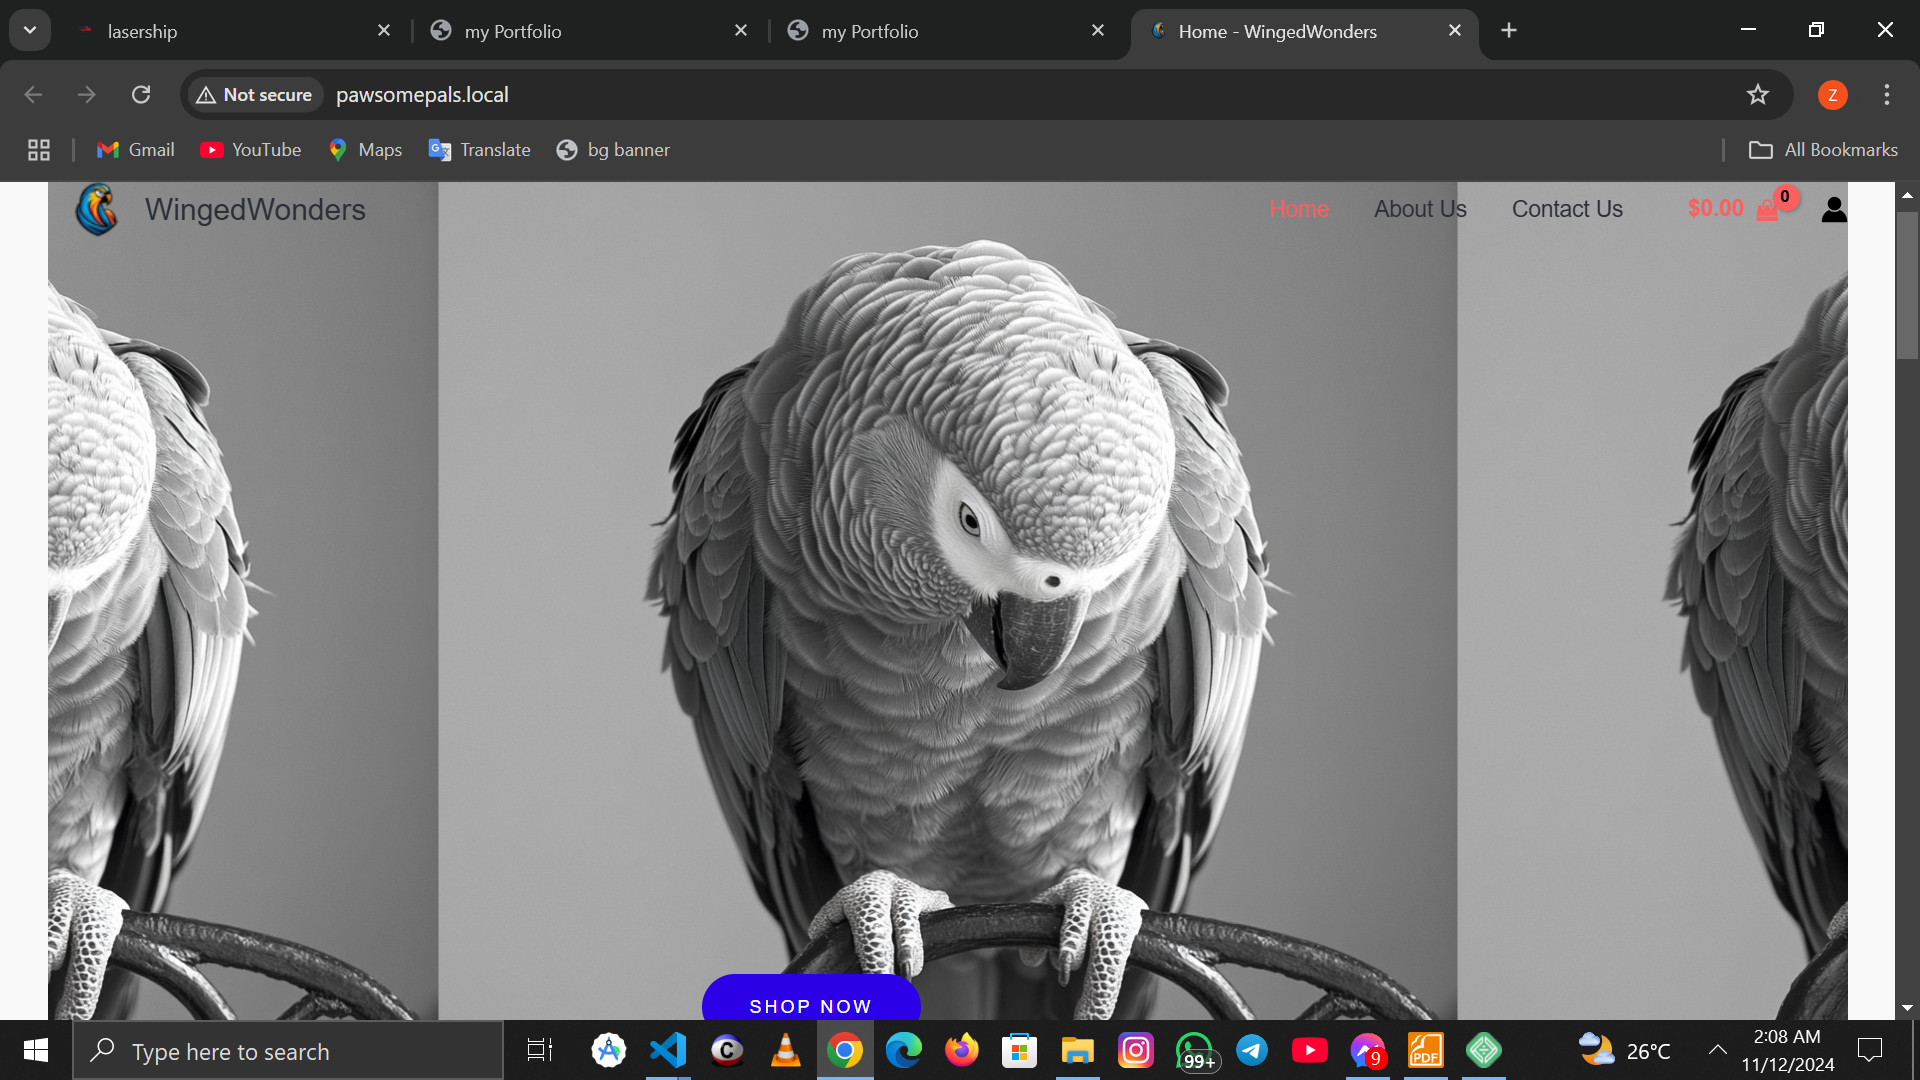 lasership
my Portfolio
my Portfolio
Home - WingedWonders
Not secure
pawsomepals.local
Z
Gmail
YouTube
Maps
Translate
bg banner
All Bookmarks
WingedWonders
Home
About Us
Contact Us
$0.00
0
SHOP NOW
Type here to search
99+
9
PDF
26°C
2:08 AM
11/12/2024